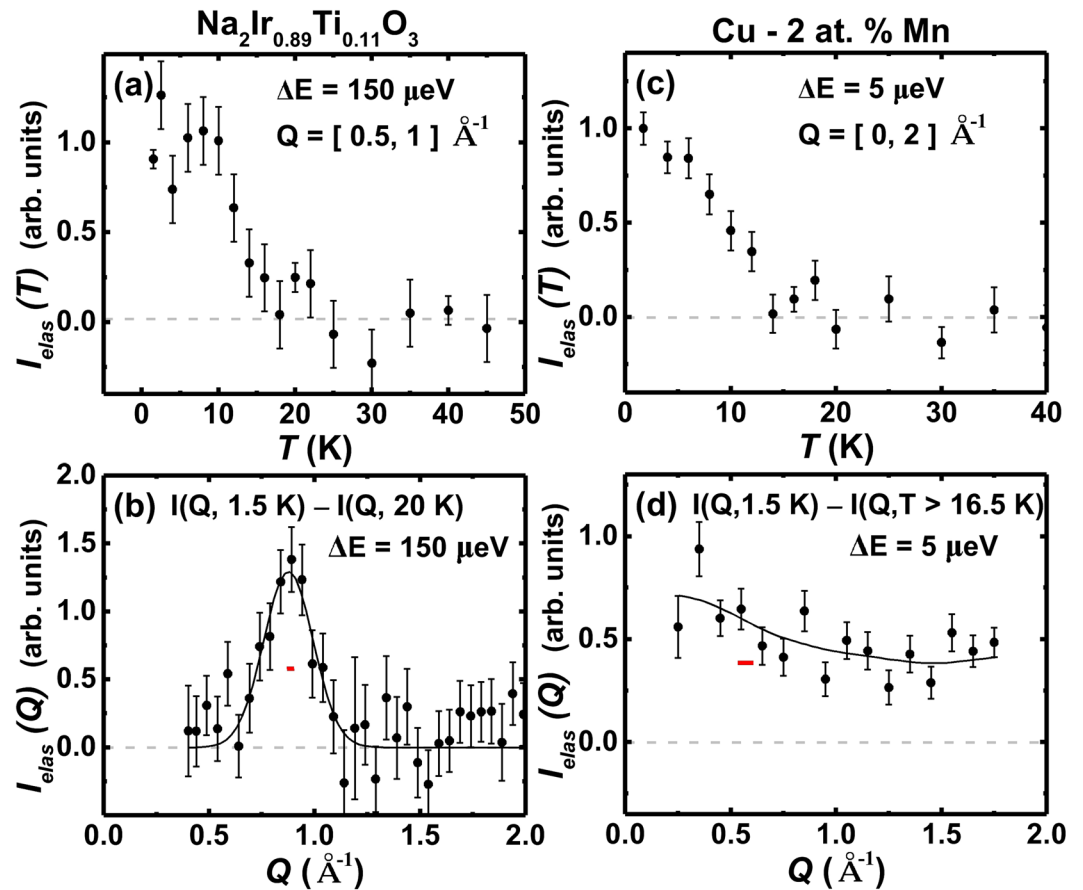 Na₂Ir₀.₈₉Ti₀.₁₁O₃
(a)
ΔE = 150 μeV
Q = [ 0.5, 1 ] Å⁻¹
1.0
0.5
0.0
I_elas (T) (arb. units)
0 10 20 30 40 50
T (K)
Cu - 2 at. % Mn
(c)
ΔE = 5 μeV
Q = [ 0, 2 ] Å⁻¹
1.0
0.5
0.0
I_elas (T) (arb. units)
0 10 20 30 40
T (K)
(b) I(Q, 1.5 K) – I(Q, 20 K)
ΔE = 150 μeV
2.0
1.5
1.0
0.5
0.0
I_elas (Q) (arb. units)
0.0 0.5 1.0 1.5 2.0
Q ( Å⁻¹)
(d) I(Q,1.5 K) – I(Q,T > 16.5 K)
ΔE = 5 μeV
1.0
0.5
0.0
I_elas (Q) (arb. units)
0.0 0.5 1.0 1.5 2.0
Q ( Å⁻¹)